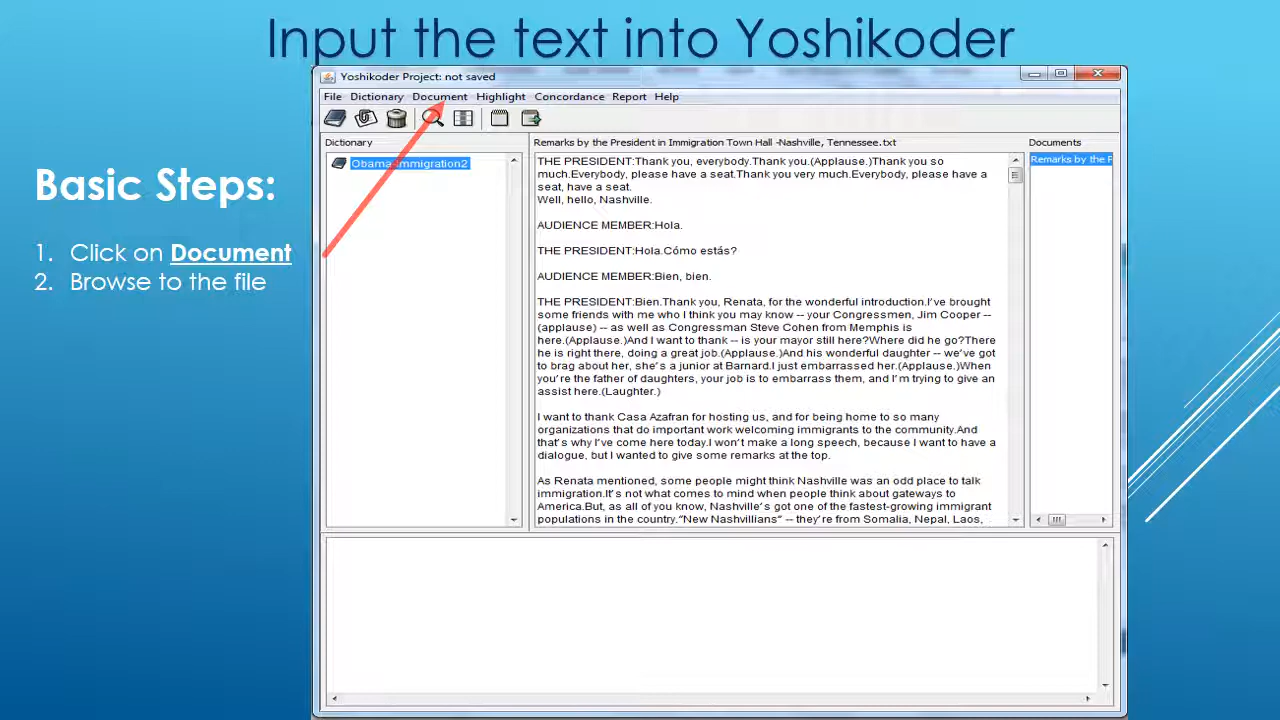 Input the text into Yoshikoder
Yoshikoder Project: not saved
File Dictionary Document Highlight Concordance Report Help
Dictionary
Obama-Immigration2
Remarks by the President in Immigration Town Hall -Nashville, Tennessee.txt
THE PRESIDENT:Thank you, everybody.Thank you.(Applause.)Thank you so
much.Everybody, please have a seat.Thank you very much.Everybody, please have a
seat, have a seat.
Well, hello, Nashville.
AUDIENCE MEMBER:Hola.
THE PRESIDENT:Hola.Cómo estás?
AUDIENCE MEMBER:Bien, bien.
THE PRESIDENT:Bien.Thank you, Renata, for the wonderful introduction.I've brought
some friends with me who I think you may know -- your Congressmen, Jim Cooper --
(applause) -- as well as Congressman Steve Cohen from Memphis is
here.(Applause.)And I want to thank -- is your mayor still here?Where did he go?There
he is right there, doing a great job.(Applause.)And his wonderful daughter -- we've got
to brag about her, she's a junior at Barnard.I just embarrassed her.(Applause.)When
you're the father of daughters, your job is to embarrass them, and I'm trying to give an
assist here.(Laughter.)
I want to thank Casa Azafran for hosting us, and for being home to so many
organizations that do important work welcoming immigrants to the community.And
that's why I've come here today.I won't make a long speech, because I want to have a
dialogue, but I wanted to give some remarks at the top.
As Renata mentioned, some people might think Nashville was an odd place to talk
immigration.It's not what comes to mind when people think about gateways to
America.But, as all of you know, Nashville's got one of the fastest-growing immigrant
populations in the country."New Nashvillians" -- they're from Somalia, Nepal, Laos,
Documents
Remarks by the P
Basic Steps:
1. Click on Document
2. Browse to the file